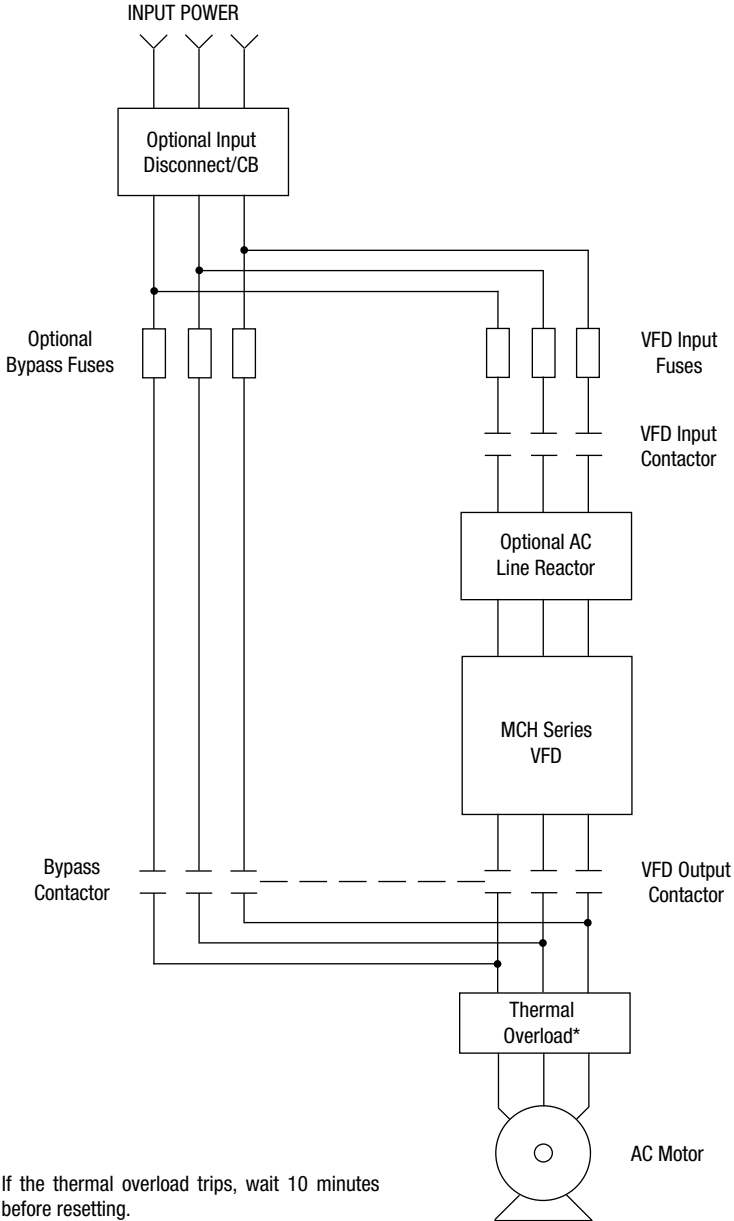 INPUT POWER
Optional Input
Disconnect/CB
Optional
Bypass Fuses
VFD Input
Fuses
VFD Input
Contactor
Optional AC
Line Reactor
MCH Series
VFD
Bypass
Contactor
VFD Output
Contactor
Thermal
Overload*
AC Motor
If the thermal overload trips, wait 10 minutes
before resetting.